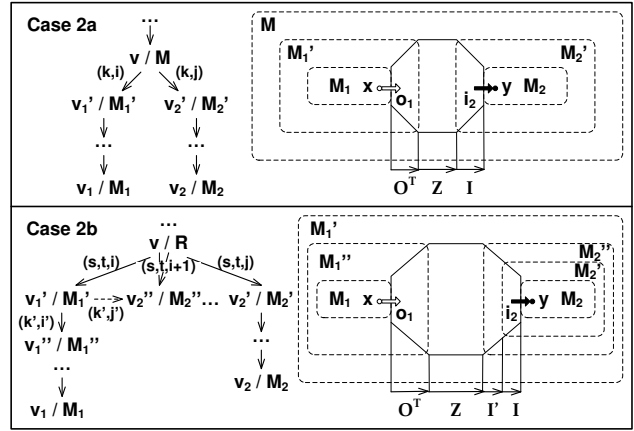 Case 2a
...
v / M
(k,i) (k,j)
v₁' / M₁' v₂' / M₂'
... ...
v₁ / M₁ v₂ / M₂
M
M₁' M₂'
M₁ x o₁ i₂ y M₂
Oᵀ Z I
Case 2b
...
v / R
(s,t,i) (s,t,i+1) (s,t,j)
v₁' / M₁' (k',j') v₂'' / M₂'' ... v₂' / M₂'
(k',i')
v₁'' / M₁'' ...
... v₂ / M₂
v₁ / M₁
M₁'
M₁'' M₂''
M₂'
M₁ x o₁ i₂ y M₂
Oᵀ Z I' I